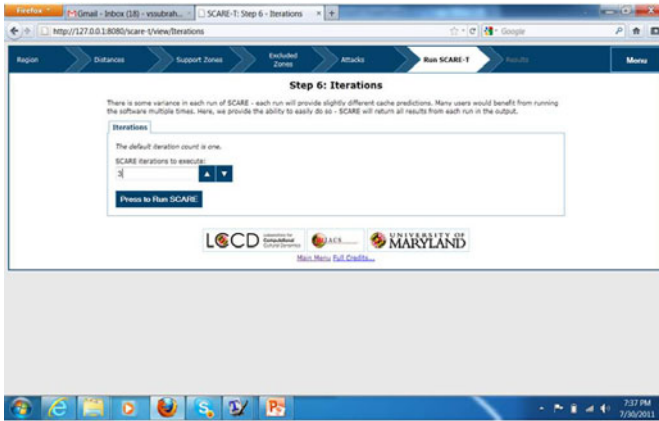 Firefox
Gmail - Inbox (18) - vssubrah...
SCARE-T: Step 6 - Iterations
http://127.0.0.1:8080/scare-t/view/Iterations
Google
Region
Distances
Support Zones
Excluded Zones
Attacks
Run SCARE-T
Results
Menu
Step 6: Iterations
There is some variance in each run of SCARE - each run will provide slightly different cache predictions. Many users would benefit from running
the software multiple times. Here, we provide the ability to easily do so - SCARE will return all results from each run in the output.
Iterations
The default iteration count is one.
SCARE iterations to execute:
3
Press to Run SCARE
LCCD Laboratory for Computational Cultural Dynamics
UNIVERSITY OF
MARYLAND
Main Menu Full Credits...
7:37 PM
7/30/2011